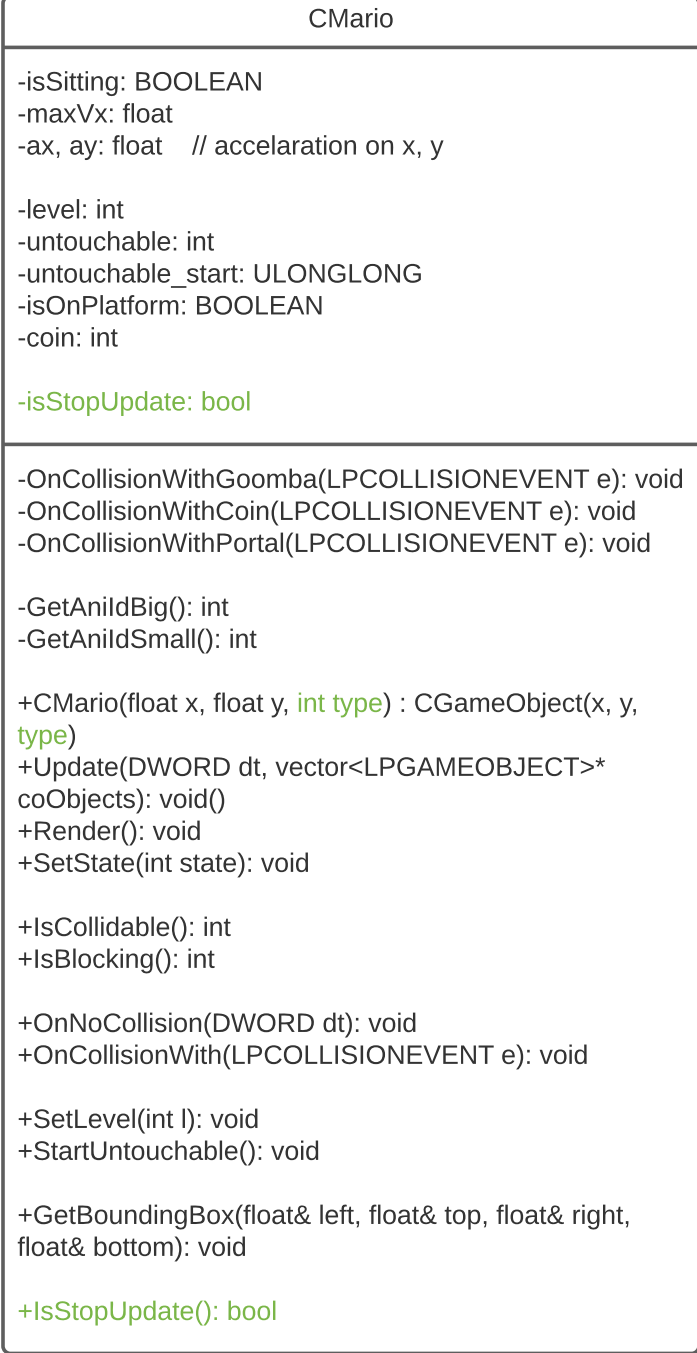 CMario
-isSitting: BOOLEAN
-maxVx: float
-ax, ay: float    // accelaration on x, y
-level: int
-untouchable: int
-untouchable_start: ULONGLONG
-isOnPlatform: BOOLEAN
-coin: int
-isStopUpdate: bool
-OnCollisionWithGoomba(LPCOLLISIONEVENT e): void
-OnCollisionWithCoin(LPCOLLISIONEVENT e): void
-OnCollisionWithPortal(LPCOLLISIONEVENT e): void
-GetAniIdBig(): int
-GetAniIdSmall(): int
+CMario(float x, float y, int type) : CGameObject(x, y,
type)
+Update(DWORD dt, vector<LPGAMEOBJECT>*
coObjects): void()
+Render(): void
+SetState(int state): void
+IsCollidable(): int
+IsBlocking(): int
+OnNoCollision(DWORD dt): void
+OnCollisionWith(LPCOLLISIONEVENT e): void
+SetLevel(int l): void
+StartUntouchable(): void
+GetBoundingBox(float& left, float& top, float& right,
float& bottom): void
+IsStopUpdate(): bool